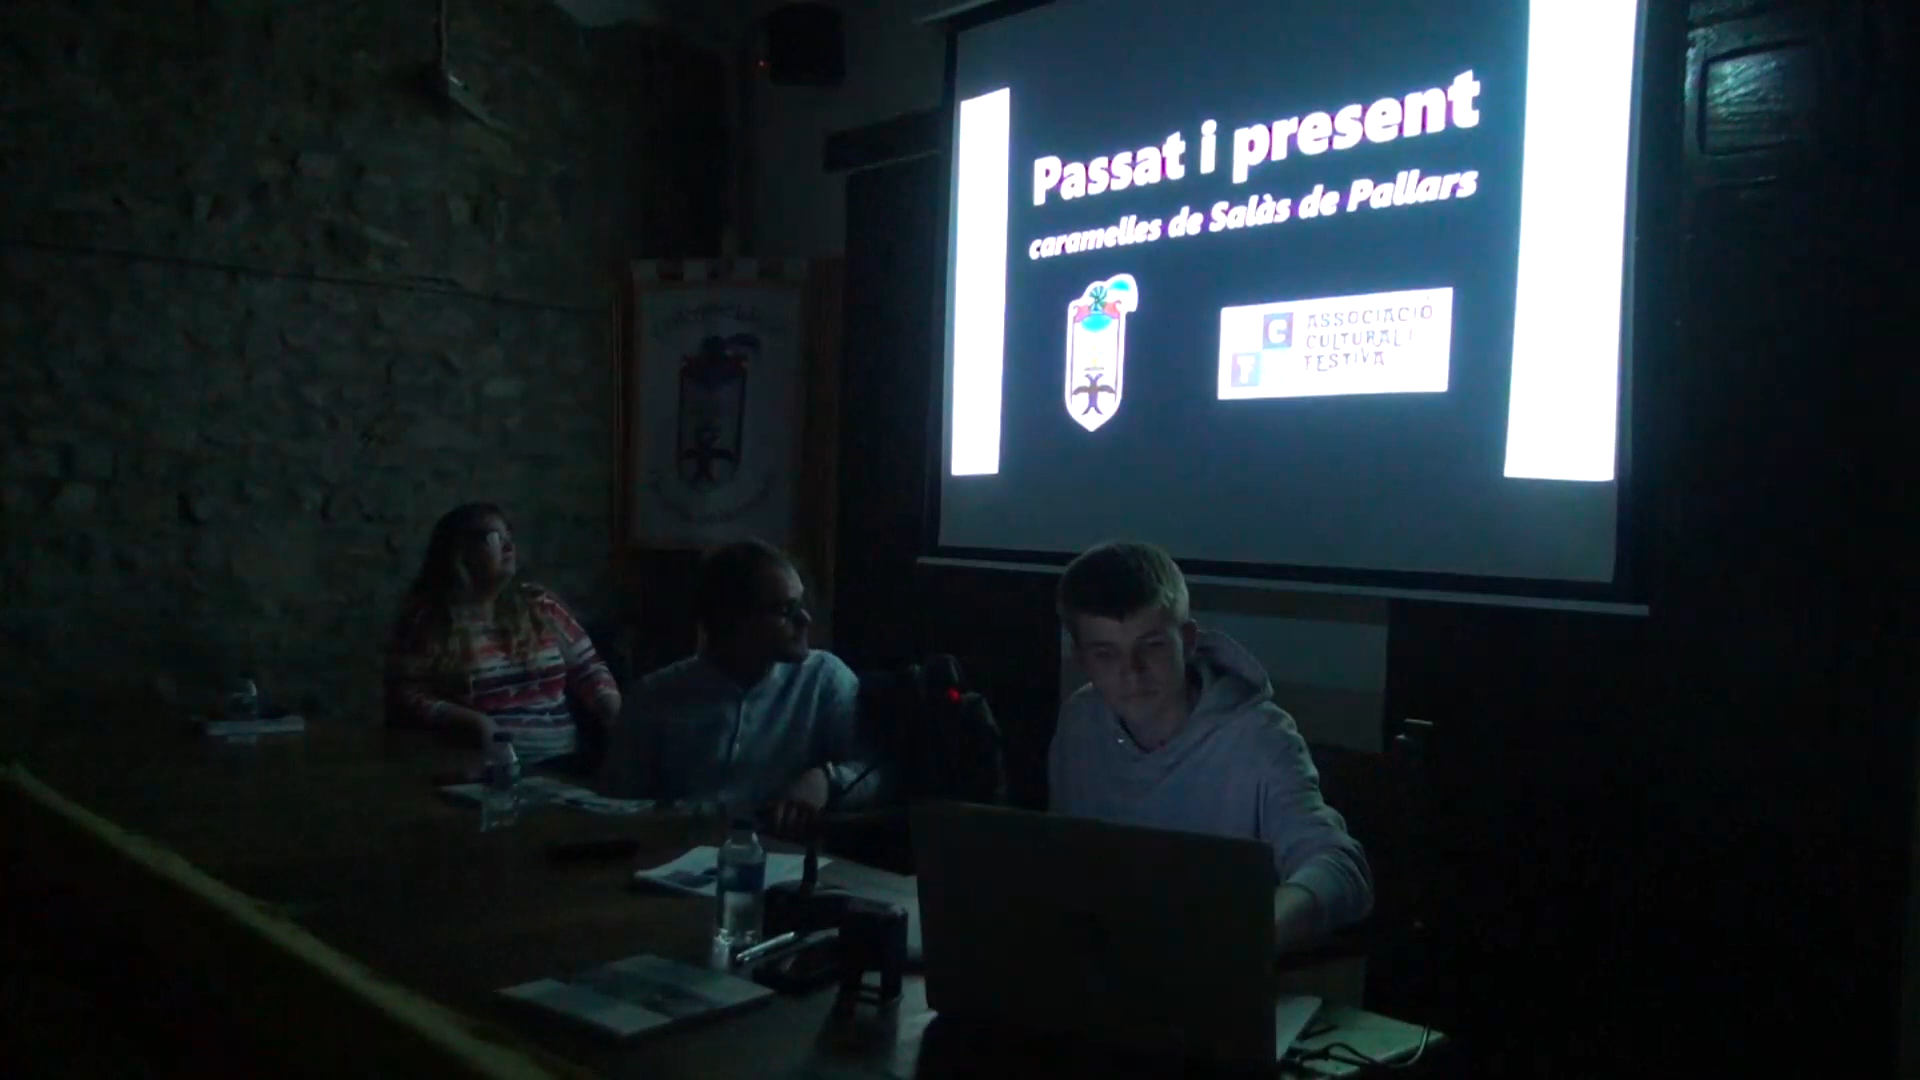 Passat i present
caramelles de Salàs de Pallars
C
F
ASSOCIACIÓ
CULTURAL I
FESTIVA